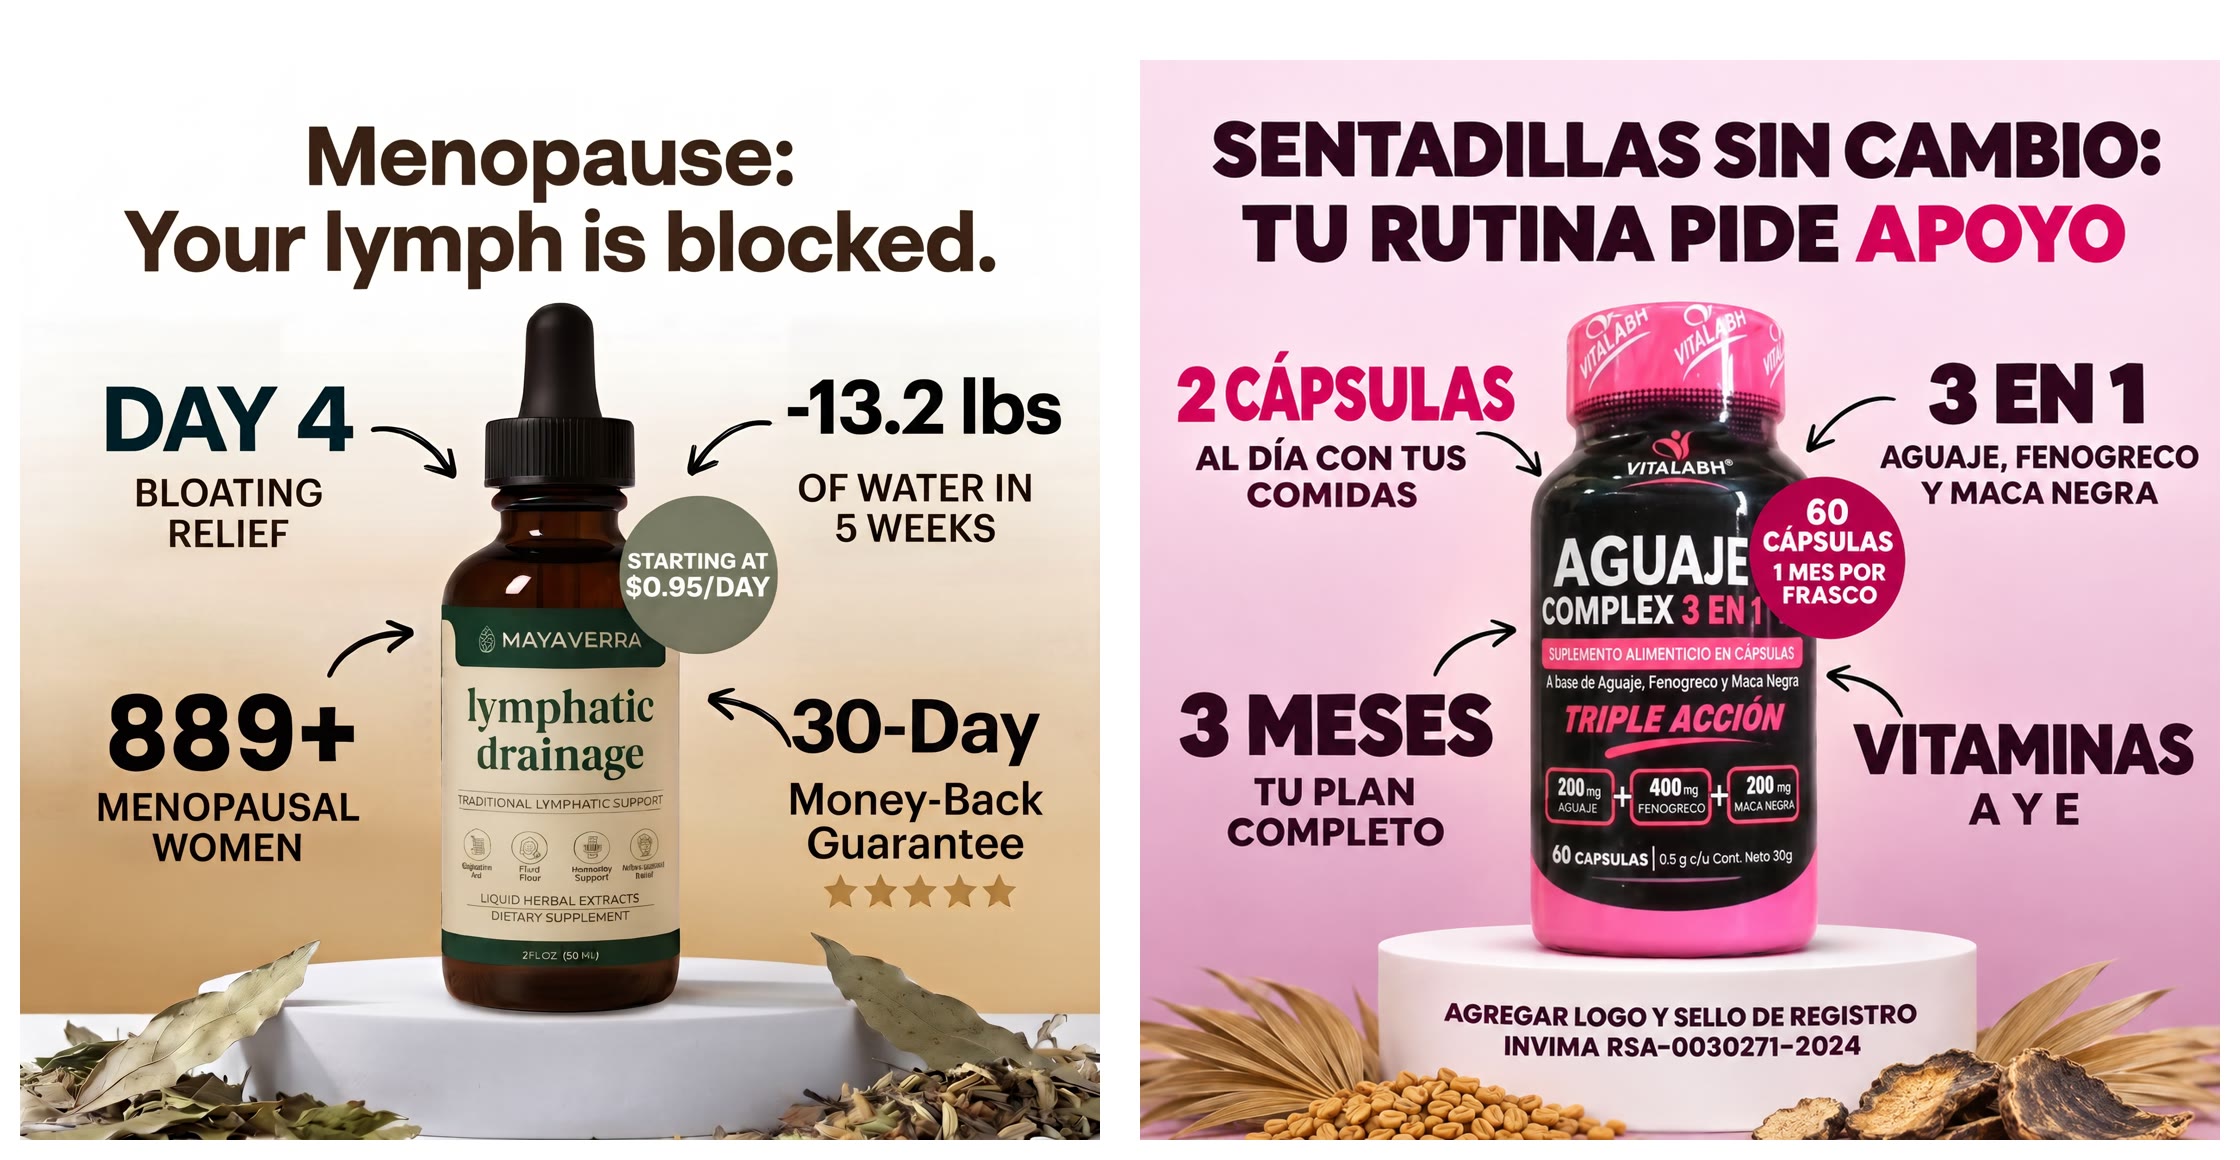 Menopause:
Your lymph is blocked.
DAY 4
BLOATING
RELIEF
-13.2 lbs
OF WATER IN
5 WEEKS
STARTING AT
$0.95/DAY
889+
MENOPAUSAL
WOMEN
30-Day
Money-Back
Guarantee
MAYAVERRA
lymphatic
drainage
TRADITIONAL LYMPHATIC SUPPORT
Support
LIQUID HERBAL EXTRACTS
DIETARY SUPPLEMENT
2FL OZ (50 ML)
SENTADILLAS SIN CAMBIO:
TU RUTINA PIDE APOYO
2 CÁPSULAS
AL DÍA CON TUS
COMIDAS
3 EN 1
AGUAJE, FENOGRECO
Y MACA NEGRA
60
CÁPSULAS
1 MES POR
FRASCO
3 MESES
TU PLAN
COMPLETO
VITAMINAS
A Y E
VITALABH
VITALABH
VITALABH®
AGUAJE
COMPLEX 3 EN 1
SUPLEMENTO ALIMENTICIO EN CÁPSULAS
A base de Aguaje, Fenogreco y Maca Negra
TRIPLE ACCIÓN
200 mg + 400 mg + 200 mg
AGUAJE FENOGRECO MACA NEGRA
60 CAPSULAS | 0.5 g c/u Cont. Neto 30g
AGREGAR LOGO Y SELLO DE REGISTRO
INVIMA RSA-0030271-2024